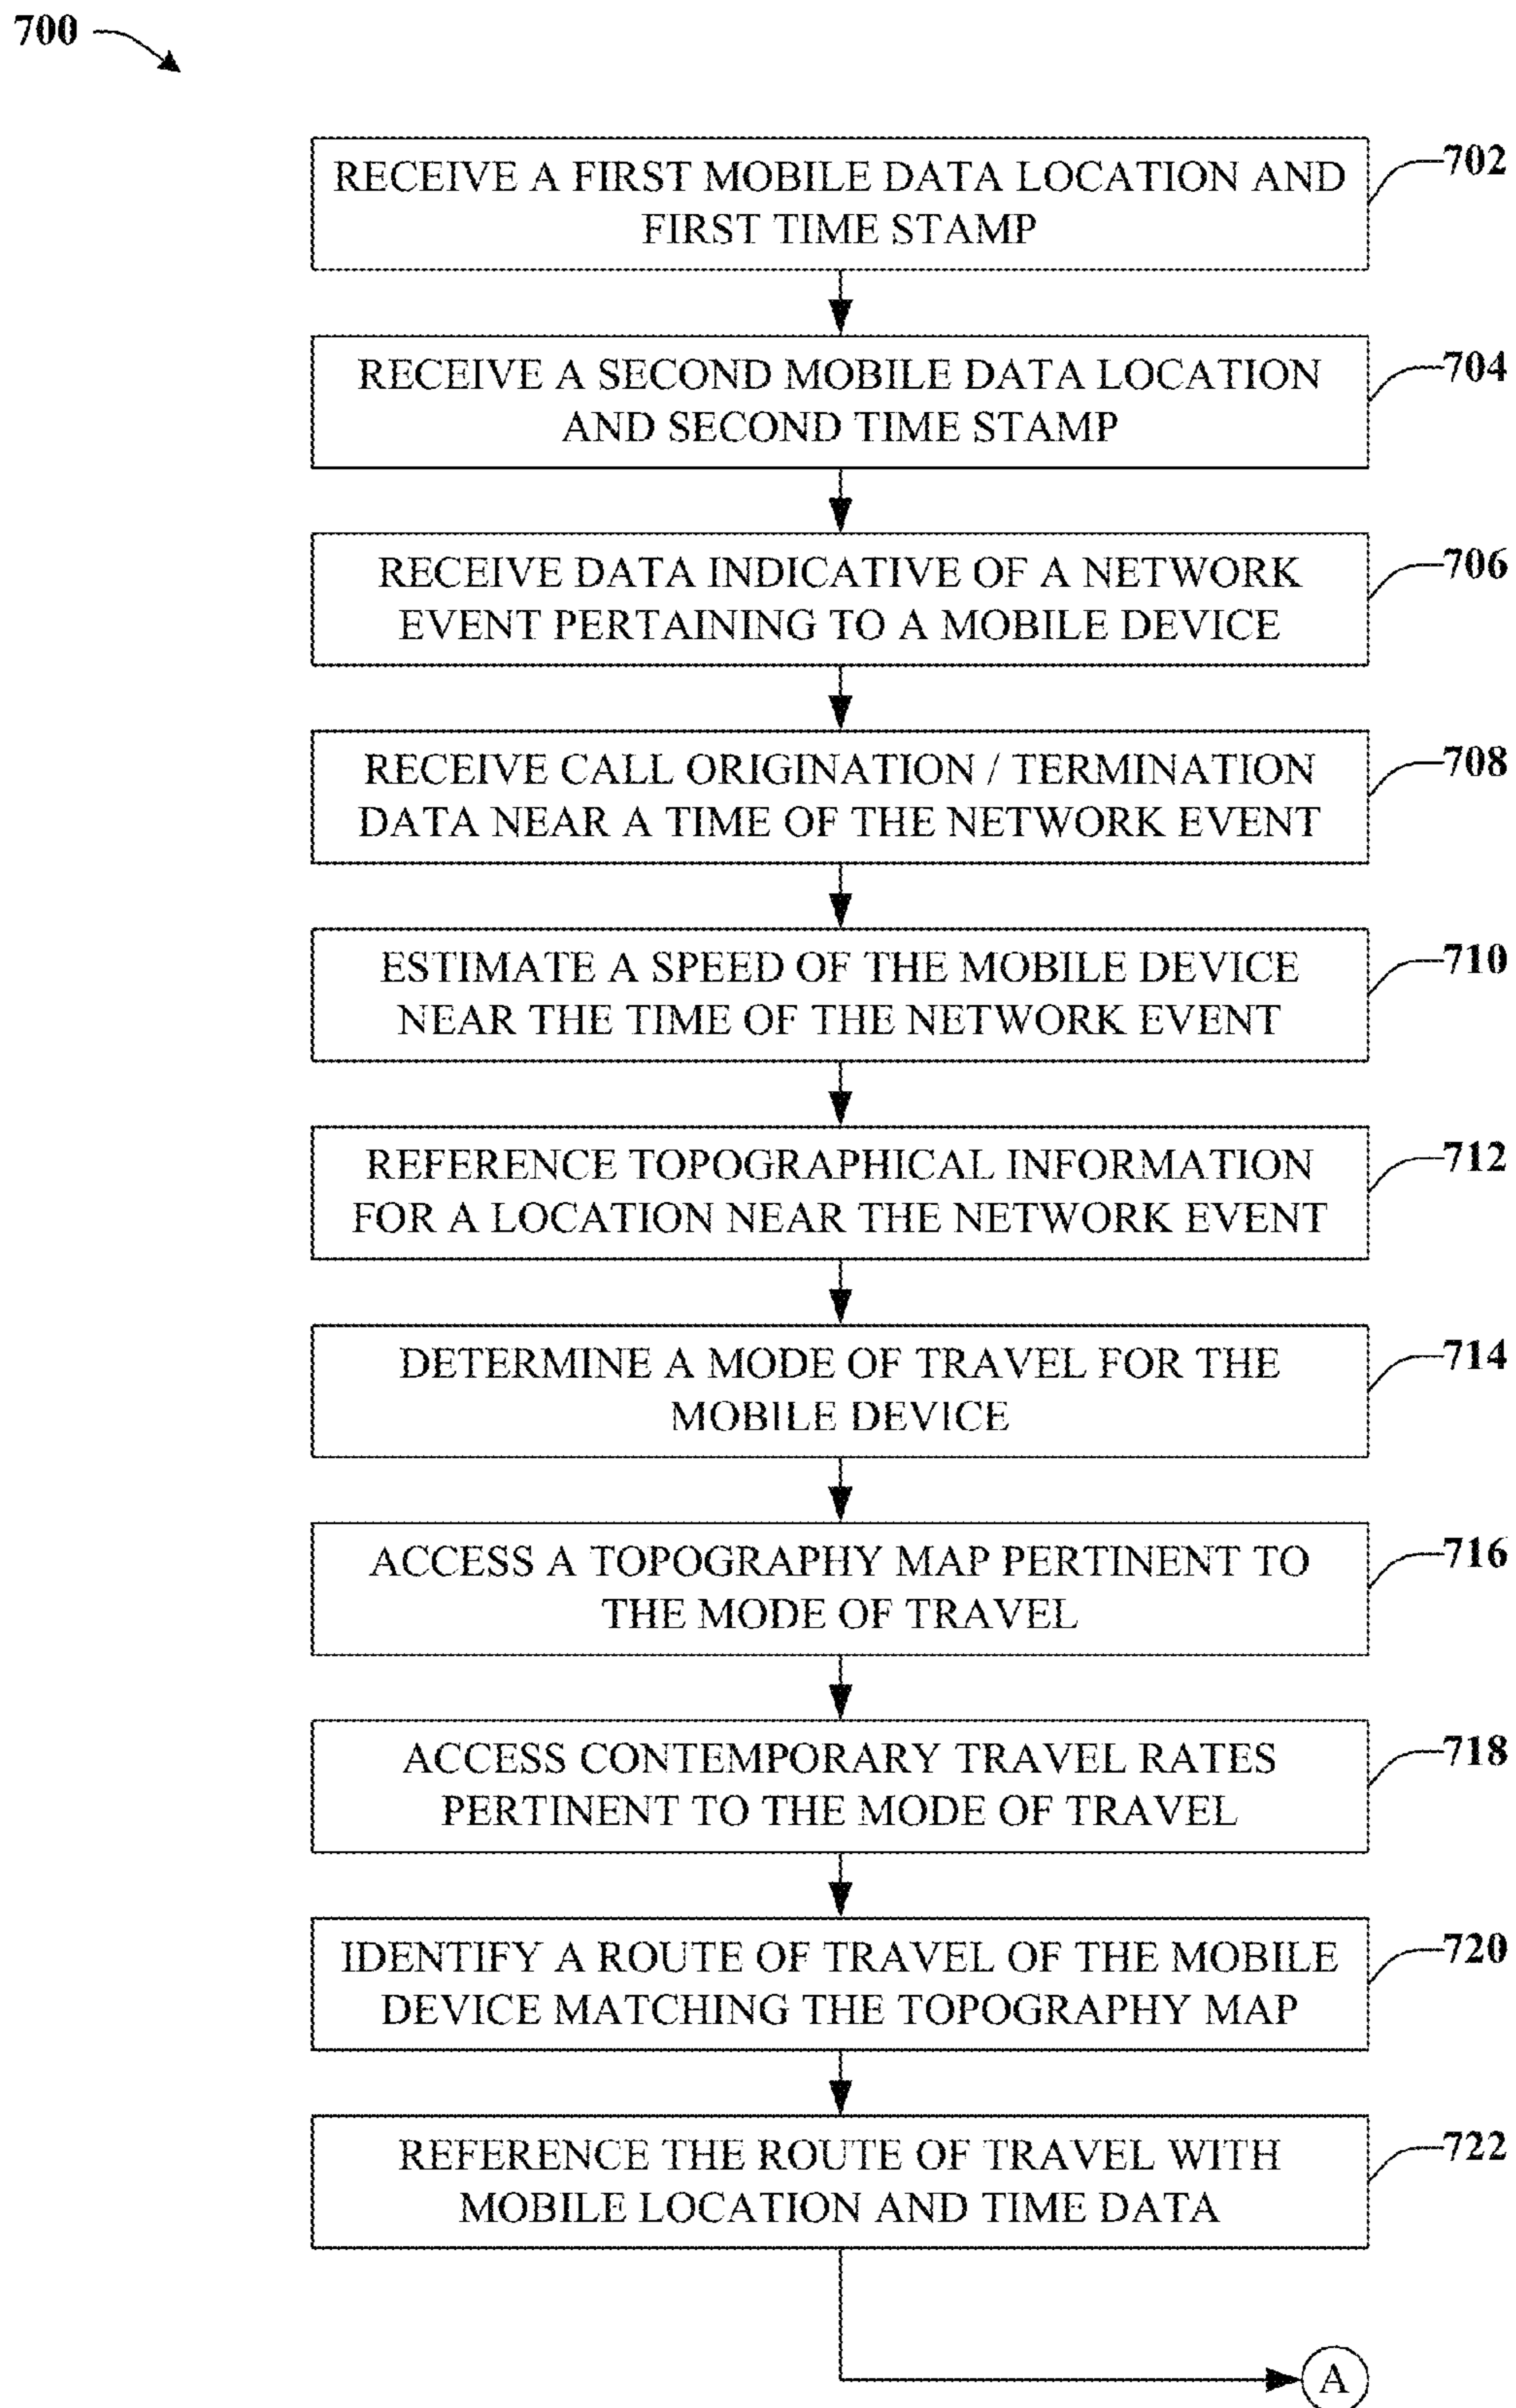 700
RECEIVE A FIRST MOBILE DATA LOCATION AND
FIRST TIME STAMP
702
RECEIVE A SECOND MOBILE DATA LOCATION
AND SECOND TIME STAMP
704
RECEIVE DATA INDICATIVE OF A NETWORK
EVENT PERTAINING TO A MOBILE DEVICE
706
RECEIVE CALL ORIGINATION / TERMINATION
DATA NEAR A TIME OF THE NETWORK EVENT
708
ESTIMATE A SPEED OF THE MOBILE DEVICE
NEAR THE TIME OF THE NETWORK EVENT
710
REFERENCE TOPOGRAPHICAL INFORMATION
FOR A LOCATION NEAR THE NETWORK EVENT
712
DETERMINE A MODE OF TRAVEL FOR THE
MOBILE DEVICE
714
ACCESS A TOPOGRAPHY MAP PERTINENT TO
THE MODE OF TRAVEL
716
ACCESS CONTEMPORARY TRAVEL RATES
PERTINENT TO THE MODE OF TRAVEL
718
IDENTIFY A ROUTE OF TRAVEL OF THE MOBILE
DEVICE MATCHING THE TOPOGRAPHY MAP
720
REFERENCE THE ROUTE OF TRAVEL WITH
MOBILE LOCATION AND TIME DATA
722
A